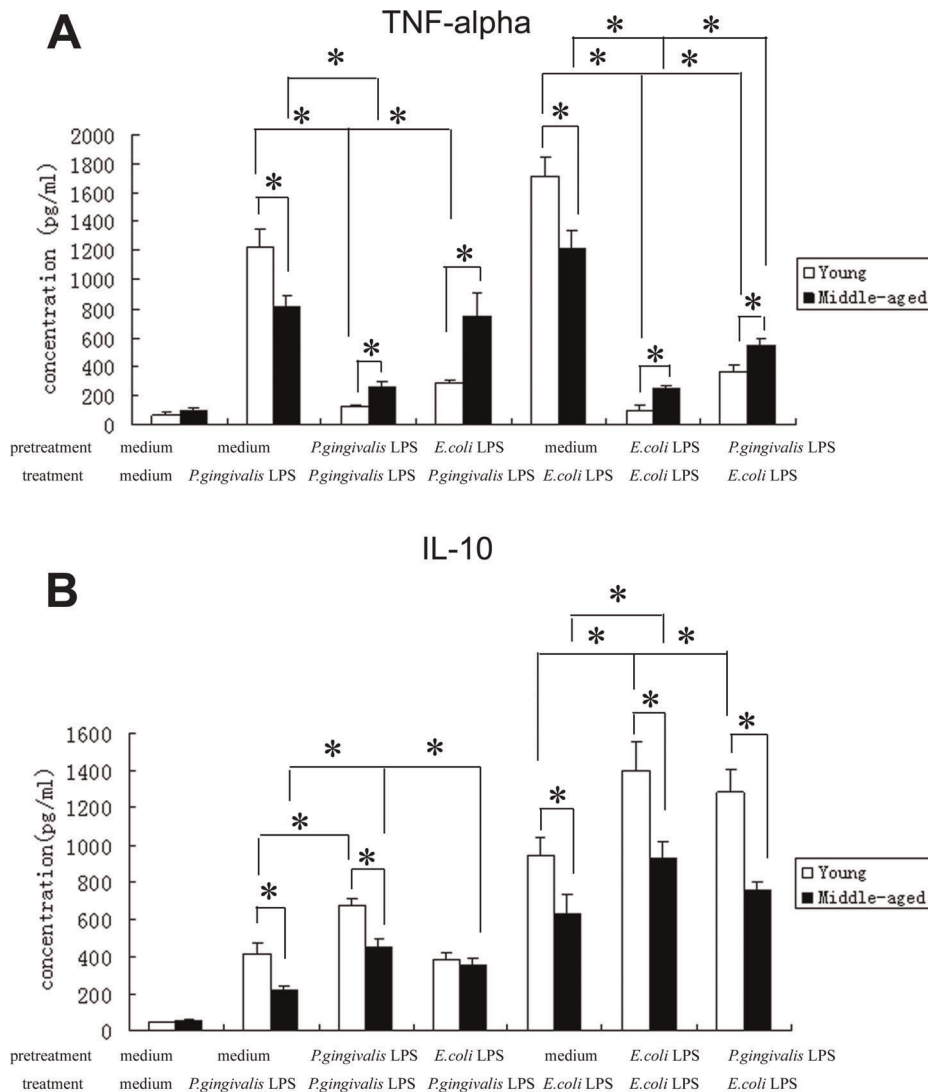 A
TNF-alpha
* *
* * *
* * *
*
*
*
*
*
*
2000
1800
1600
1400
1200
1000
800
600
400
200
0
concentration (pg/ml)
Young
Middle-aged
pretreatment medium medium P.gingivalis LPS E.coli LPS medium E.coli LPS P.gingivalis LPS
treatment medium P.gingivalis LPS P.gingivalis LPS P.gingivalis LPS E.coli LPS E.coli LPS E.coli LPS
IL-10
B
*
* *
* *
* *
*
*
*
*
*
1600
1400
1200
1000
800
600
400
200
0
concentration(pg/ml)
Young
Middle-aged
pretreatment medium medium P.gingivalis LPS E.coli LPS medium E.coli LPS P.gingivalis LPS
treatment medium P.gingivalis LPS P.gingivalis LPS P.gingivalis LPS E.coli LPS E.coli LPS E.coli LPS